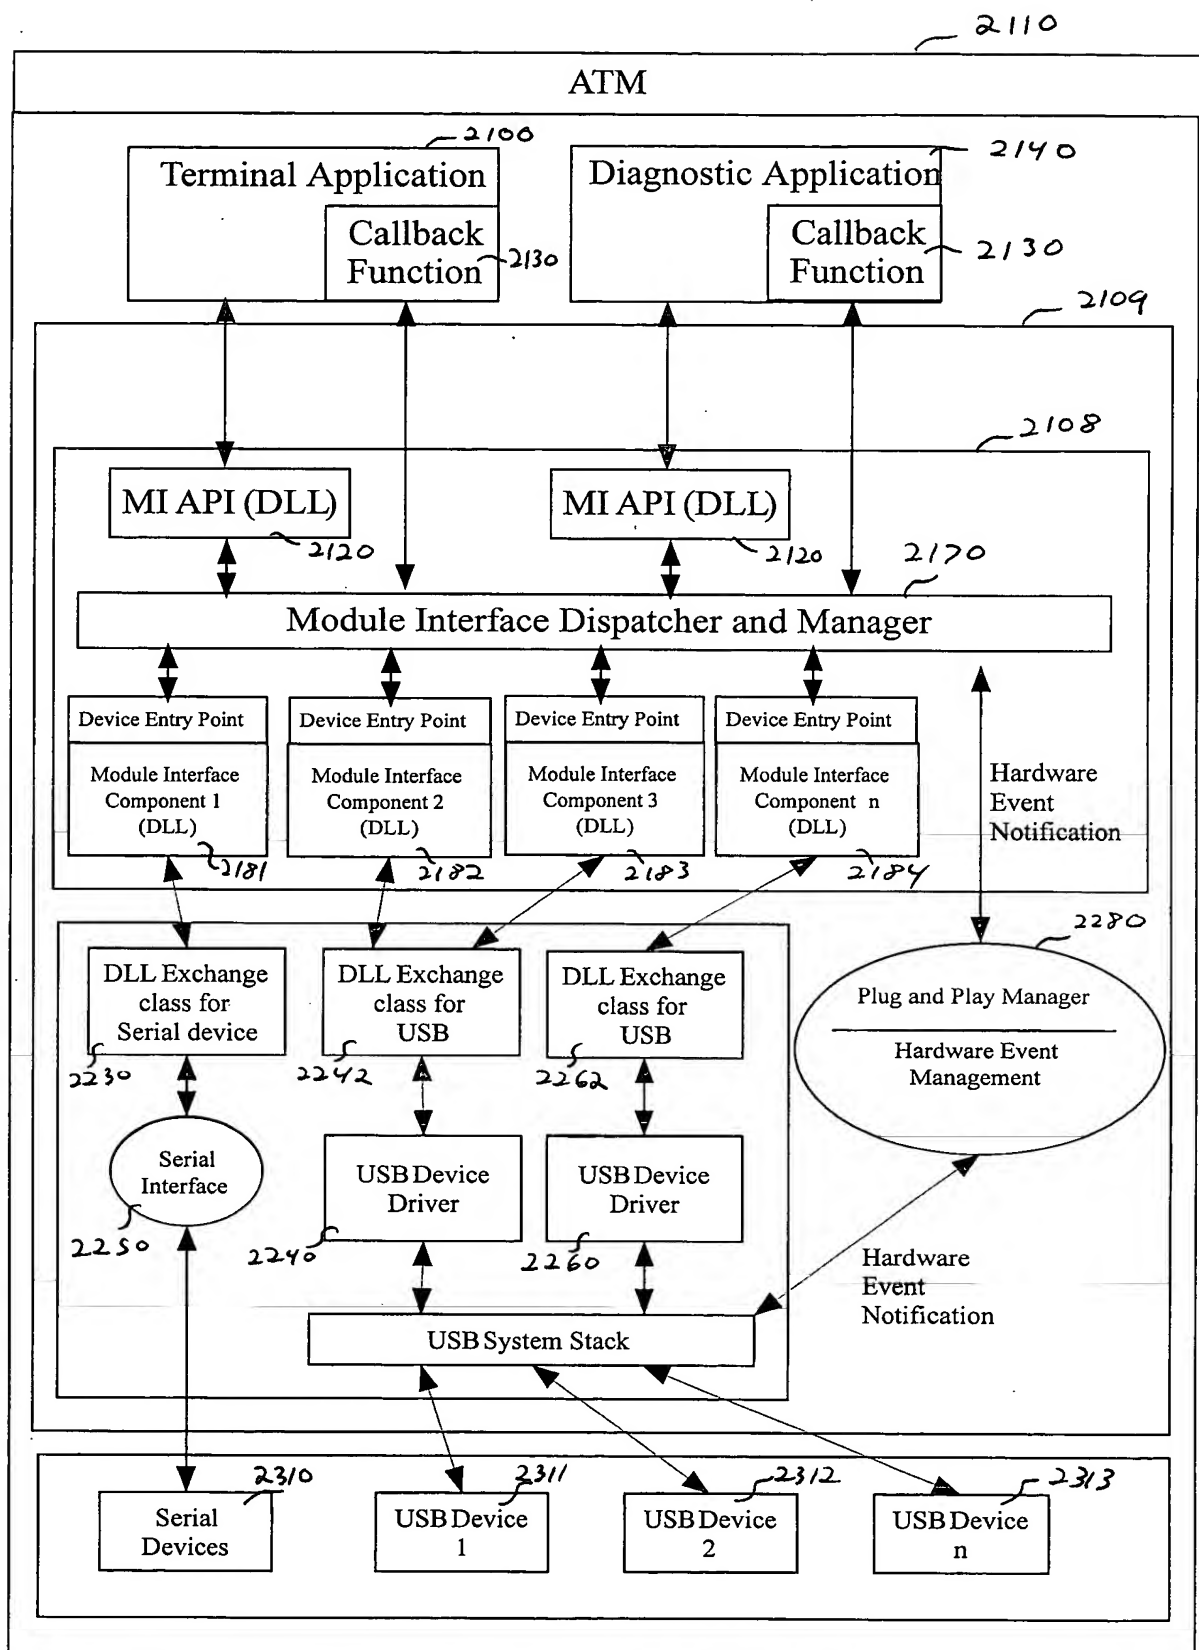 2110
ATM
2100
2140
Terminal Application
Diagnostic Application
Callback
Function
2130
Callback
Function
2130
2109
2108
MI API (DLL)
MI API (DLL)
2120
2120
2170
Module Interface Dispatcher and Manager
Device Entry Point
Device Entry Point
Device Entry Point
Device Entry Point
Module Interface
Component 1
(DLL)
Module Interface
Component 2
(DLL)
Module Interface
Component 3
(DLL)
Module Interface
Component n
(DLL)
2181
2182
2183
2184
Hardware
Event
Notification
2280
DLL Exchange
class for
Serial device
DLL Exchange
class for
USB
DLL Exchange
class for
USB
2230
2242
2262
Plug and Play Manager
Hardware Event
Management
Serial
Interface
USB Device
Driver
USB Device
Driver
2250
2240
2260
Hardware
Event
Notification
USB System Stack
2310
2311
2312
2313
Serial
Devices
USB Device
1
USB Device
2
USB Device
n